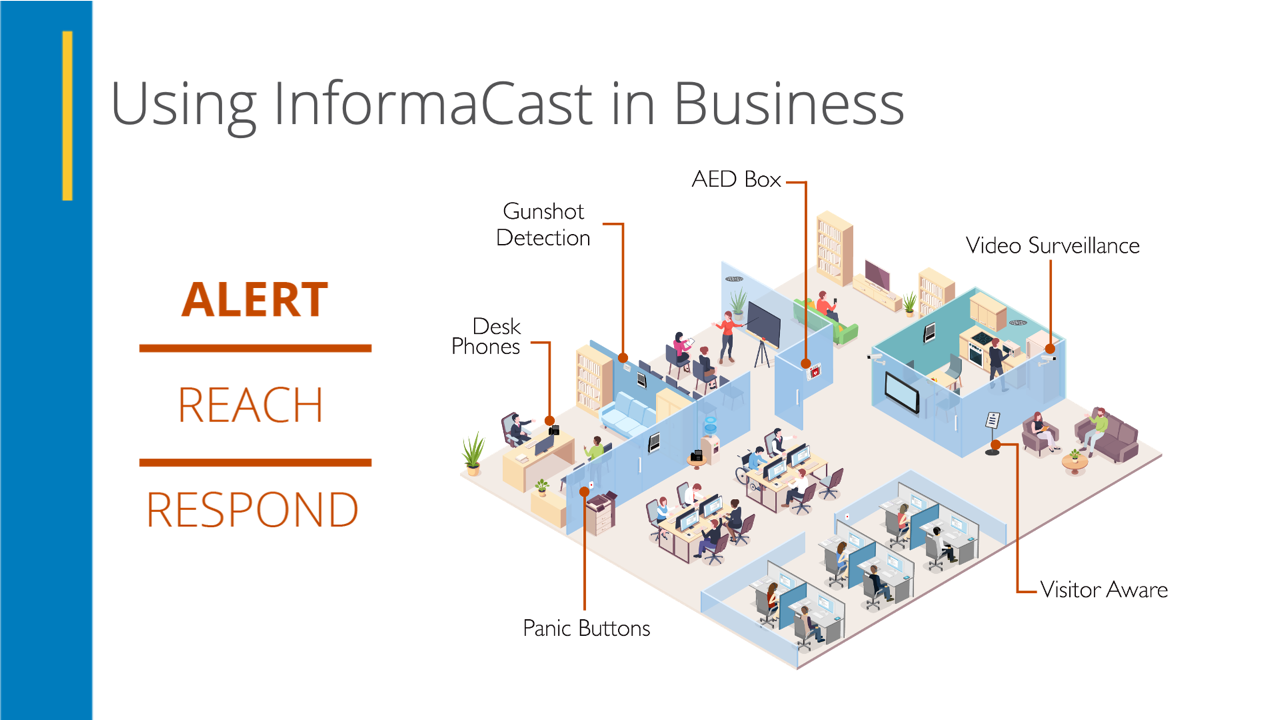 Using InformaCast in Business
ALERT
REACH
RESPOND
AED Box
Gunshot
Detection
Video Surveillance
Desk
Phones
Visitor Aware
Panic Buttons